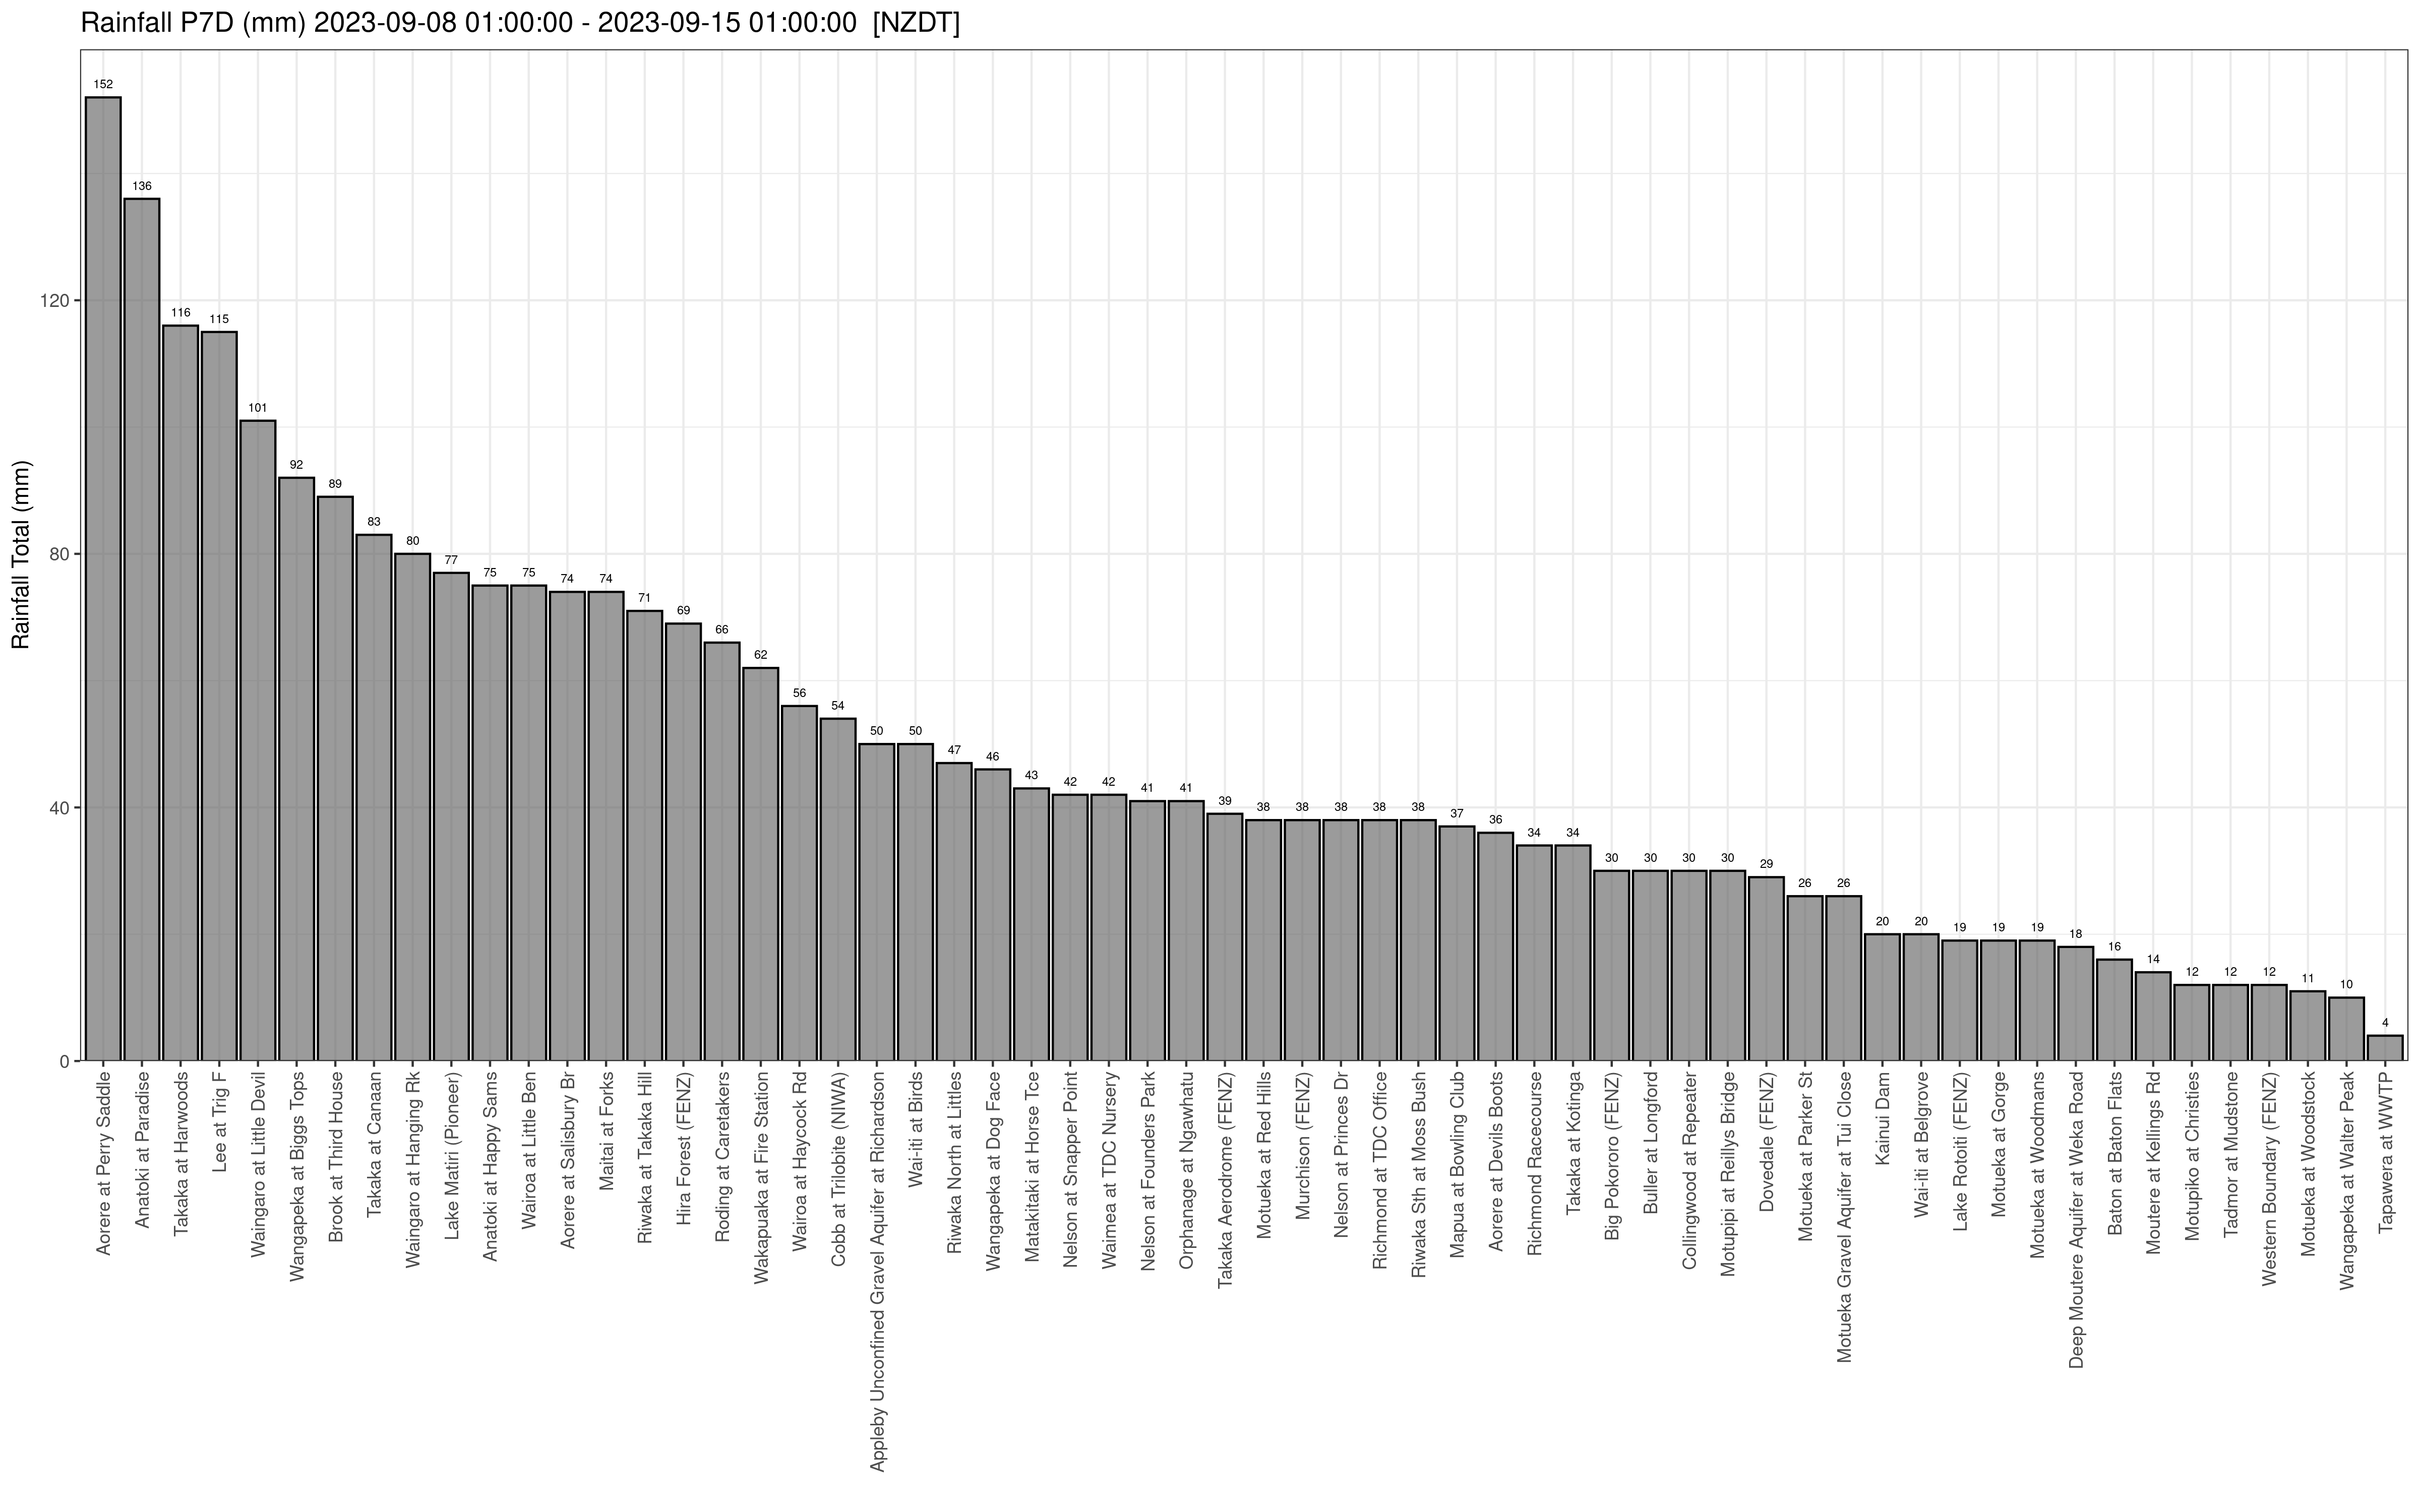 Rainfall P7D (mm) 2023-09-08 01:00:00 - 2023-09-15 01:00:00 [NZDT]
Rainfall Total (mm)
120
80
40
0
152
136
116
115
101
92
89
83
80
77
75
75
74
74
71
69
66
62
56
54
50
50
47
46
43
42
42
41
41
39
38
38
38
38
38
37
36
34
34
30
30
30
30
29
26
26
20
20
19
19
19
18
16
14
12
12
12
11
10
4
Aorere at Perry Saddle
Anatoki at Paradise
Takaka at Harwoods
Lee at Trig F
Waingaro at Little Devil
Wangapeka at Biggs Tops
Brook at Third House
Takaka at Canaan
Waingaro at Hanging Rk
Lake Matiri (Pioneer)
Anatoki at Happy Sams
Wairoa at Little Ben
Aorere at Salisbury Br
Maitai at Forks
Riwaka at Takaka Hill
Hira Forest (FENZ)
Roding at Caretakers
Wakapuaka at Fire Station
Wairoa at Haycock Rd
Cobb at Trilobite (NIWA)
Appleby Unconfined Gravel Aquifer at Richardson
Wai-iti at Birds
Riwaka North at Littles
Wangapeka at Dog Face
Matakitaki at Horse Tce
Nelson at Snapper Point
Waimea at TDC Nursery
Nelson at Founders Park
Orphanage at Ngawhatu
Takaka Aerodrome (FENZ)
Motueka at Red Hills
Murchison (FENZ)
Nelson at Princes Dr
Richmond at TDC Office
Riwaka Sth at Moss Bush
Mapua at Bowling Club
Aorere at Devils Boots
Richmond Racecourse
Takaka at Kotinga
Big Pokororo (FENZ)
Buller at Longford
Collingwood at Repeater
Motupipi at Reillys Bridge
Dovedale (FENZ)
Motueka at Parker St
Motueka Gravel Aquifer at Tui Close
Kainui Dam
Wai-iti at Belgrove
Lake Rotoiti (FENZ)
Motueka at Gorge
Motueka at Woodmans
Deep Moutere Aquifer at Weka Road
Baton at Baton Flats
Moutere at Kellings Rd
Motupiko at Christies
Tadmor at Mudstone
Western Boundary (FENZ)
Motueka at Woodstock
Wangapeka at Walter Peak
Tapawera at WWTP